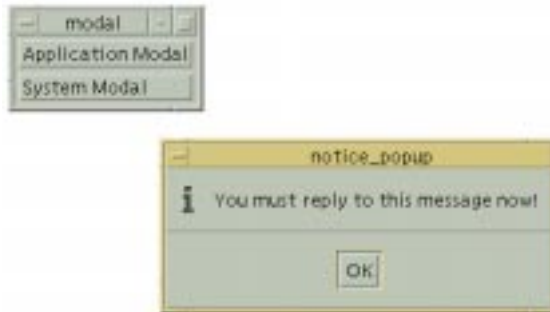 modal
Application Modal
System Modal
notice_popup
You must reply to this message now!
OK